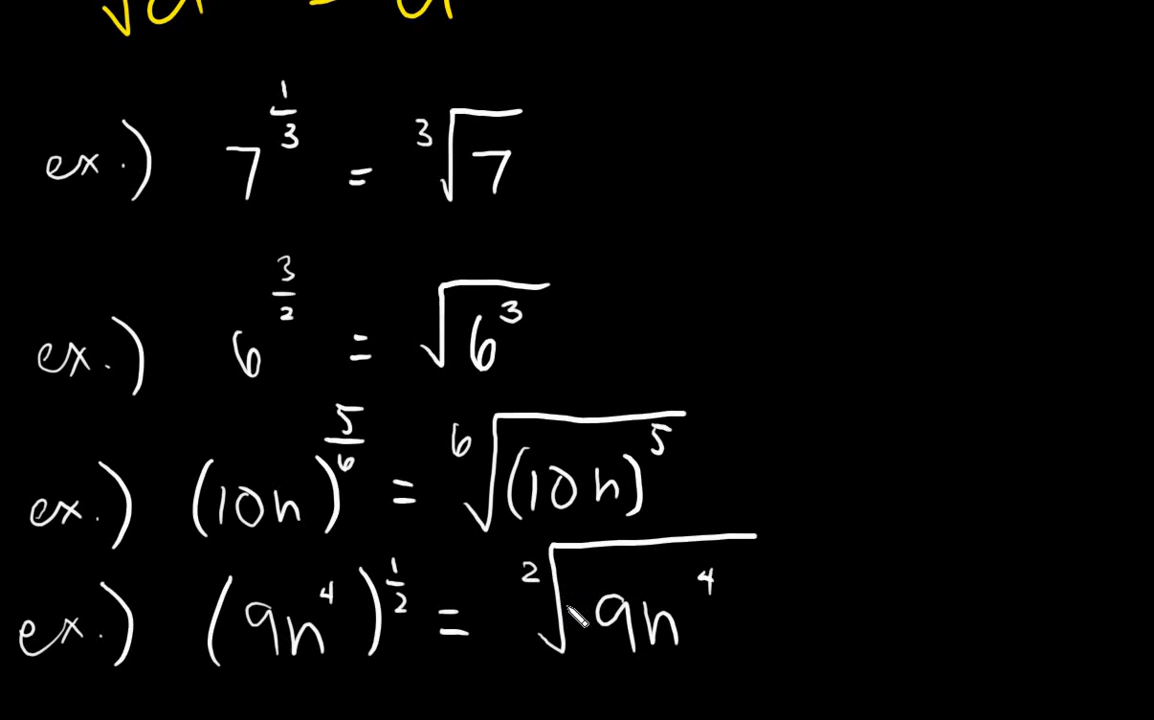 ex.) 7^(1/3) = ³√7
ex.) 6^(3/2) = √(6³)
ex.) (10n)^(5/6) = ⁶√((10n)⁵)
ex.) (9n⁴)^(1/2) = ²√(9n⁴)